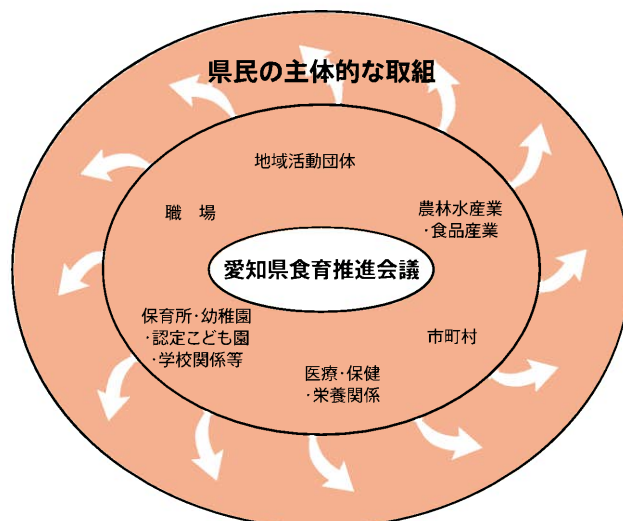 県民の主体的な取組
地域活動団休
職　場
農林水産業
・食品産業
愛知県食育推進会議
保育所・幼稚園
・認定こども園
・学校関係等
市町村
医療・保健
・栄養関係